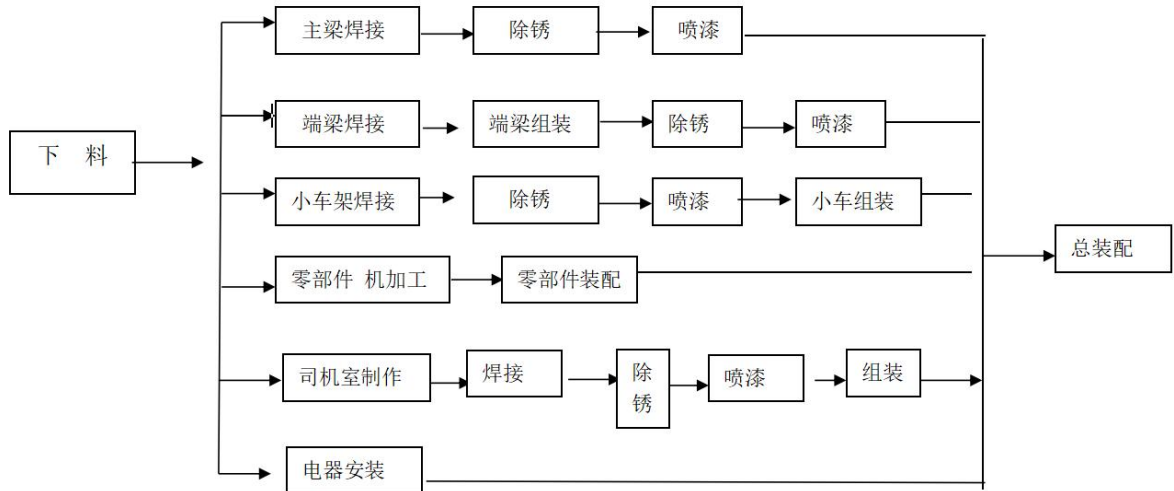 主梁焊接
除锈
喷漆
端梁焊接
端梁组装
除锈
喷漆
下 料
小车架焊接
除锈
喷漆
小车组装
总装配
零部件 机加工
零部件装配
司机室制作
焊接
除
锈
喷漆
组装
电器安装